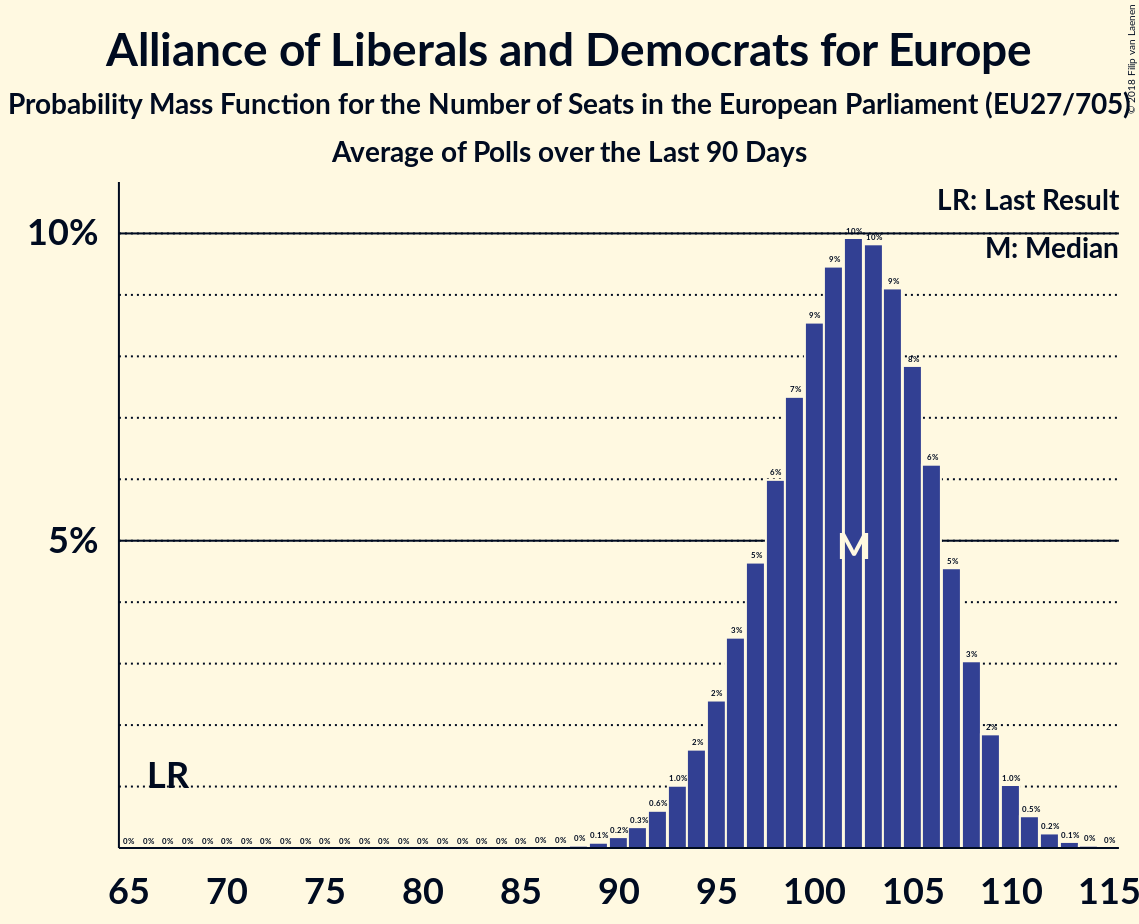 Alliance of Liberals and Democrats for Europe
© 2018 Filip van Laenen
Probability Mass Function for the Number of Seats in the European Parliament (EU27/705)
Average of Polls over the Last 90 Days
LR: Last Result
M: Median
10%
5%
LR
M
0% 0% 0% 0% 0% 0% 0% 0% 0% 0% 0% 0% 0% 0% 0% 0% 0% 0% 0% 0% 0% 0% 0% 0% 0.1% 0.2% 0.3% 0.6% 1.0% 2% 2% 3% 5% 6% 7% 9% 9% 10% 10% 9% 8% 6% 5% 3% 2% 1.0% 0.5% 0.2% 0.1% 0% 0%
65 70 75 80 85 90 95 100 105 110 115